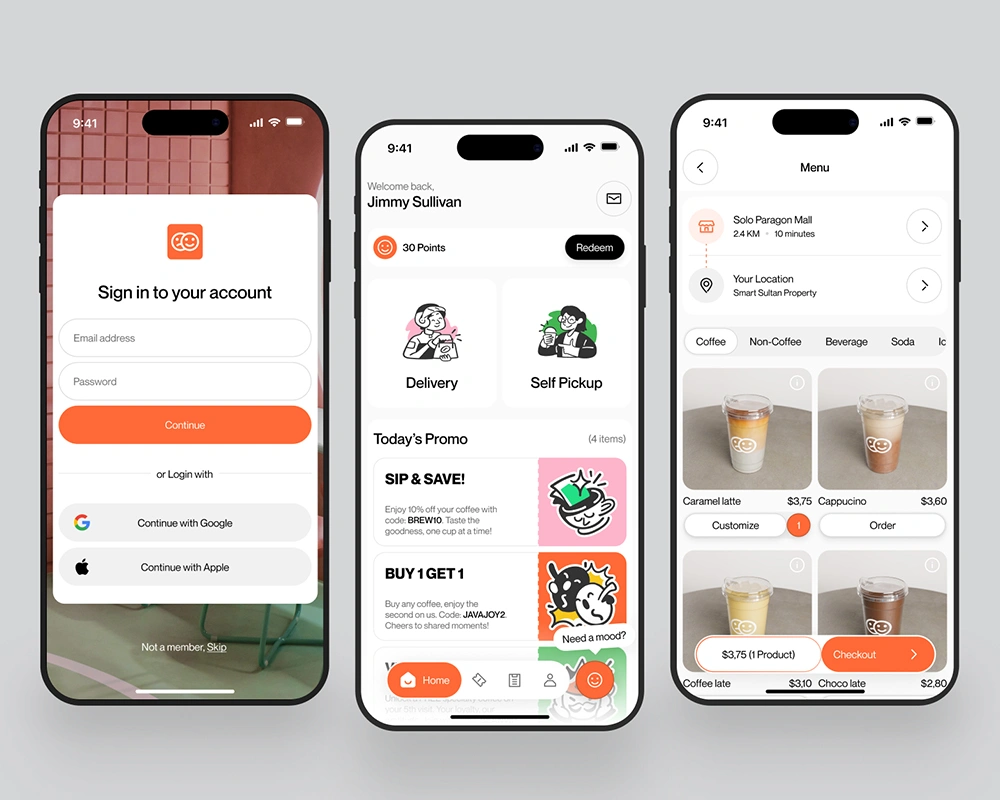 9:41
Sign in to your account
Email address
Password
Continue
or Login with
Continue with Google
Continue with Apple
Not a member, Skip
9:41
Welcome back,
Jimmy Sullivan
30 Points
Redeem
Delivery
Self Pickup
Today's Promo
(4 items)
SIP & SAVE!
Enjoy 10% off your coffee with
code: BREW10. Taste the
goodness, one cup at a time!
BUY 1 GET 1
Buy any coffee, enjoy the
second on us. Code: JAVAJOY2.
Cheers to shared moments!
Need a mood?
Home
9:41
Menu
Solo Paragon Mall
2.4 KM • 10 minutes
Your Location
Smart Sultan Property
Coffee
Non-Coffee
Beverage
Soda
Caramel latte
$3,75
Cappucino
$3,60
Customize
1
Order
$3,75 (1 Product)
Checkout
Coffee late
$3,10
Choco late
$2,80